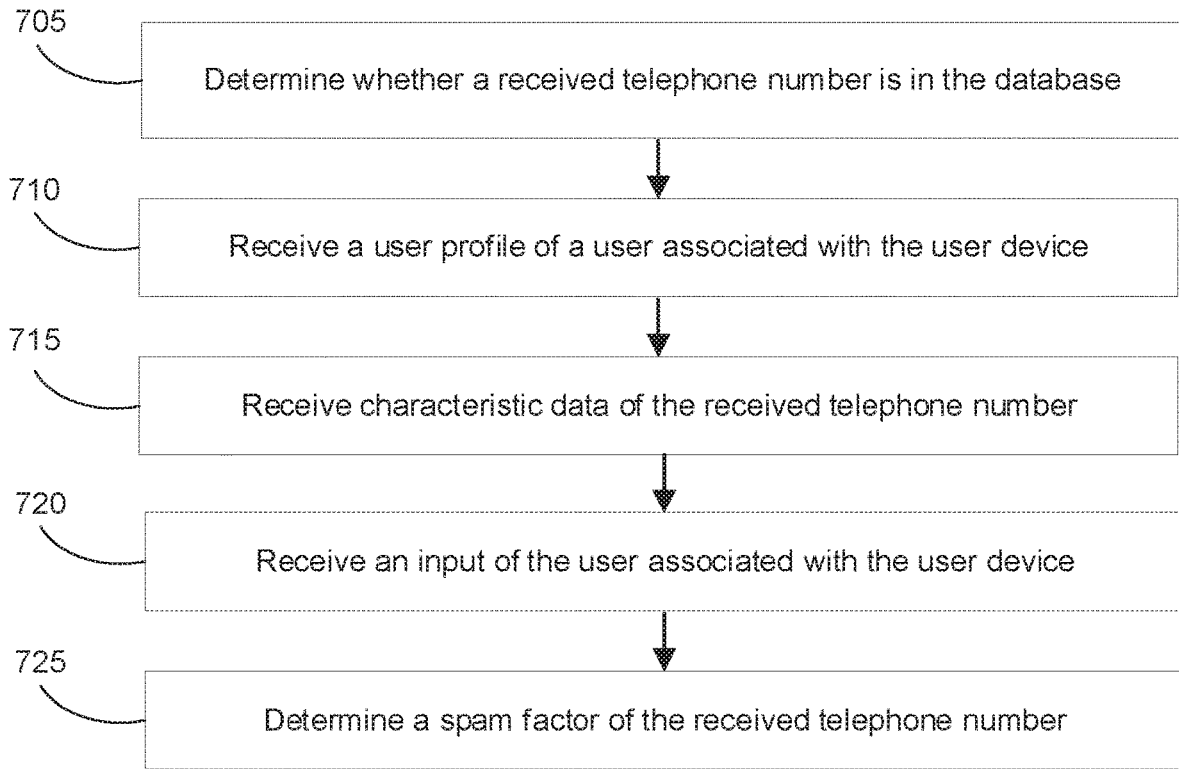 705
Determine whether a received telephone number is in the database
710
Receive a user profile of a user associated with the user device
715
Receive characteristic data of the received telephone number
720
Receive an input of the user associated with the user device
725
Determine a spam factor of the received telephone number